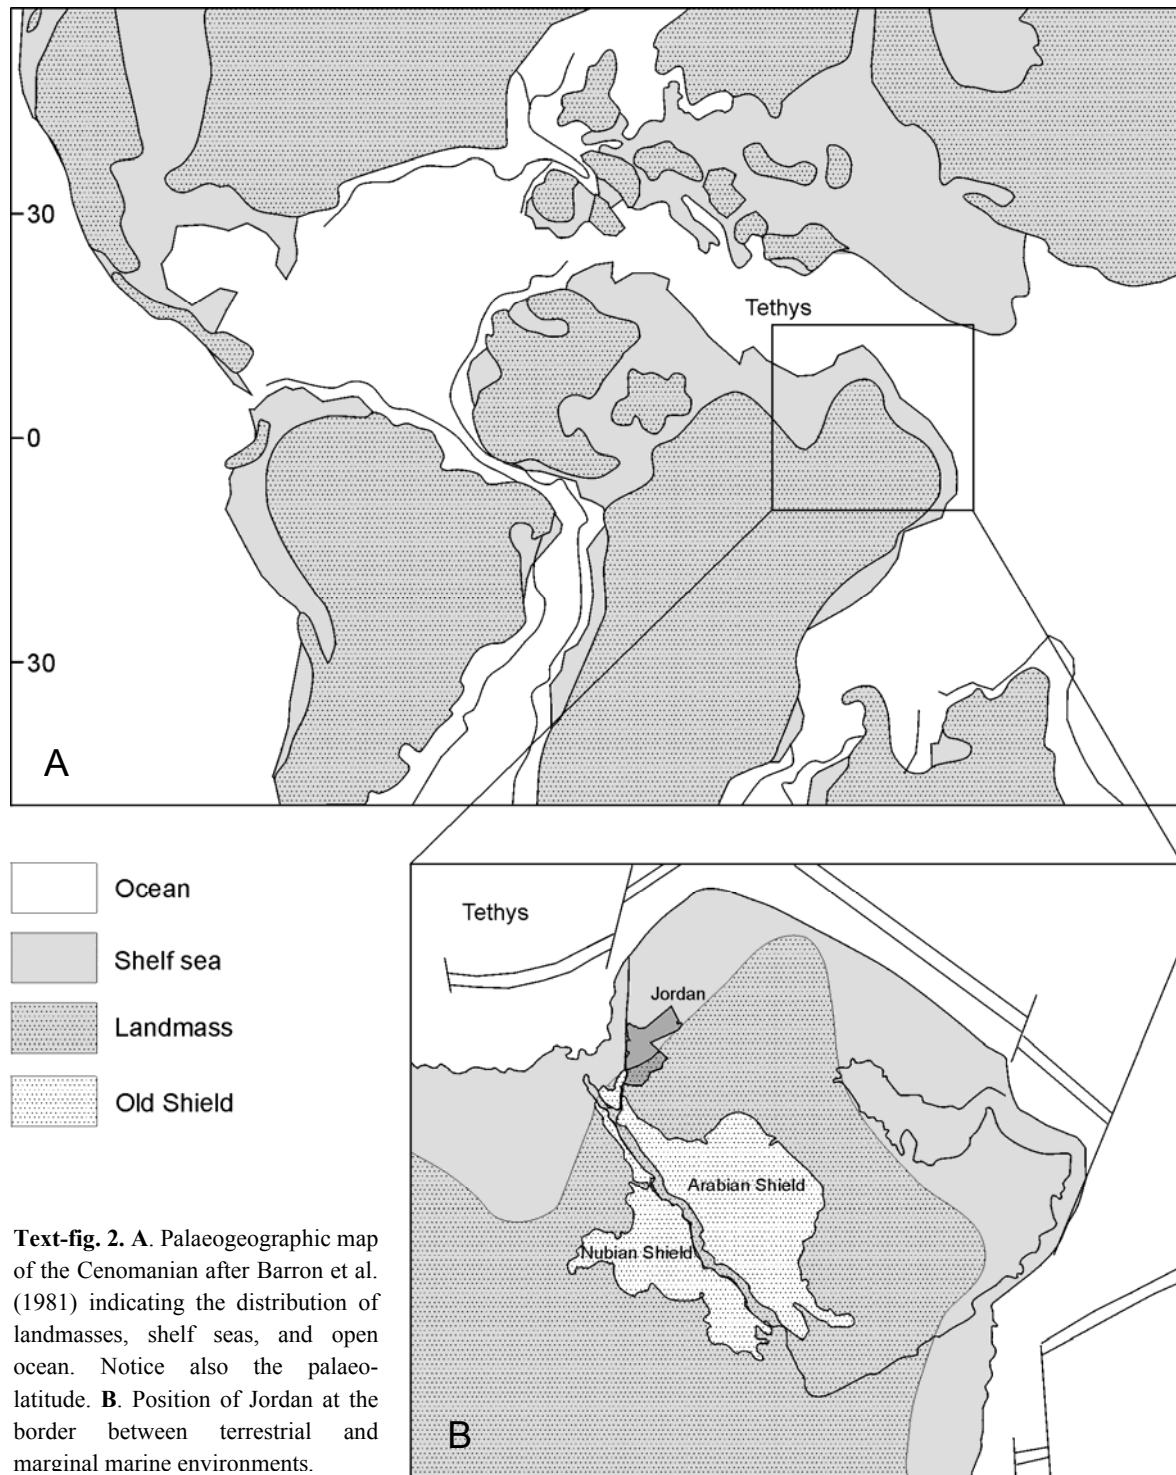 30
Tethys
0
30
A
Ocean
Shelf sea
Landmass
Old Shield
Tethys
Jordan
Arabian Shield
Nubian Shield
B
Text-fig. 2. A. Palaeogeographic map
of the Cenomanian after Barron et al.
(1981) indicating the distribution of
landmasses, shelf seas, and open
ocean. Notice also the palaeo-
latitude. B. Position of Jordan at the
border between terrestrial and
marginal marine environments.